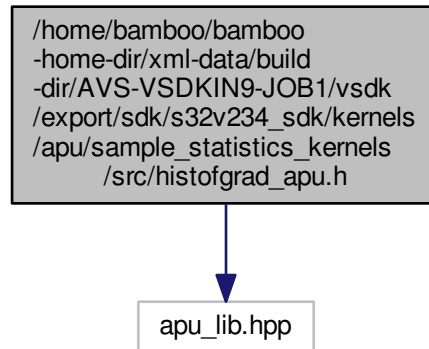 /home/bamboo/bamboo
-home-dir/xml-data/build
-dir/AVS-VSDKIN9-JOB1/vsdk
/export/sdk/s32v234_sdk/kernels
/apu/sample_statistics_kernels
/src/histofgrad_apu.h
apu_lib.hpp